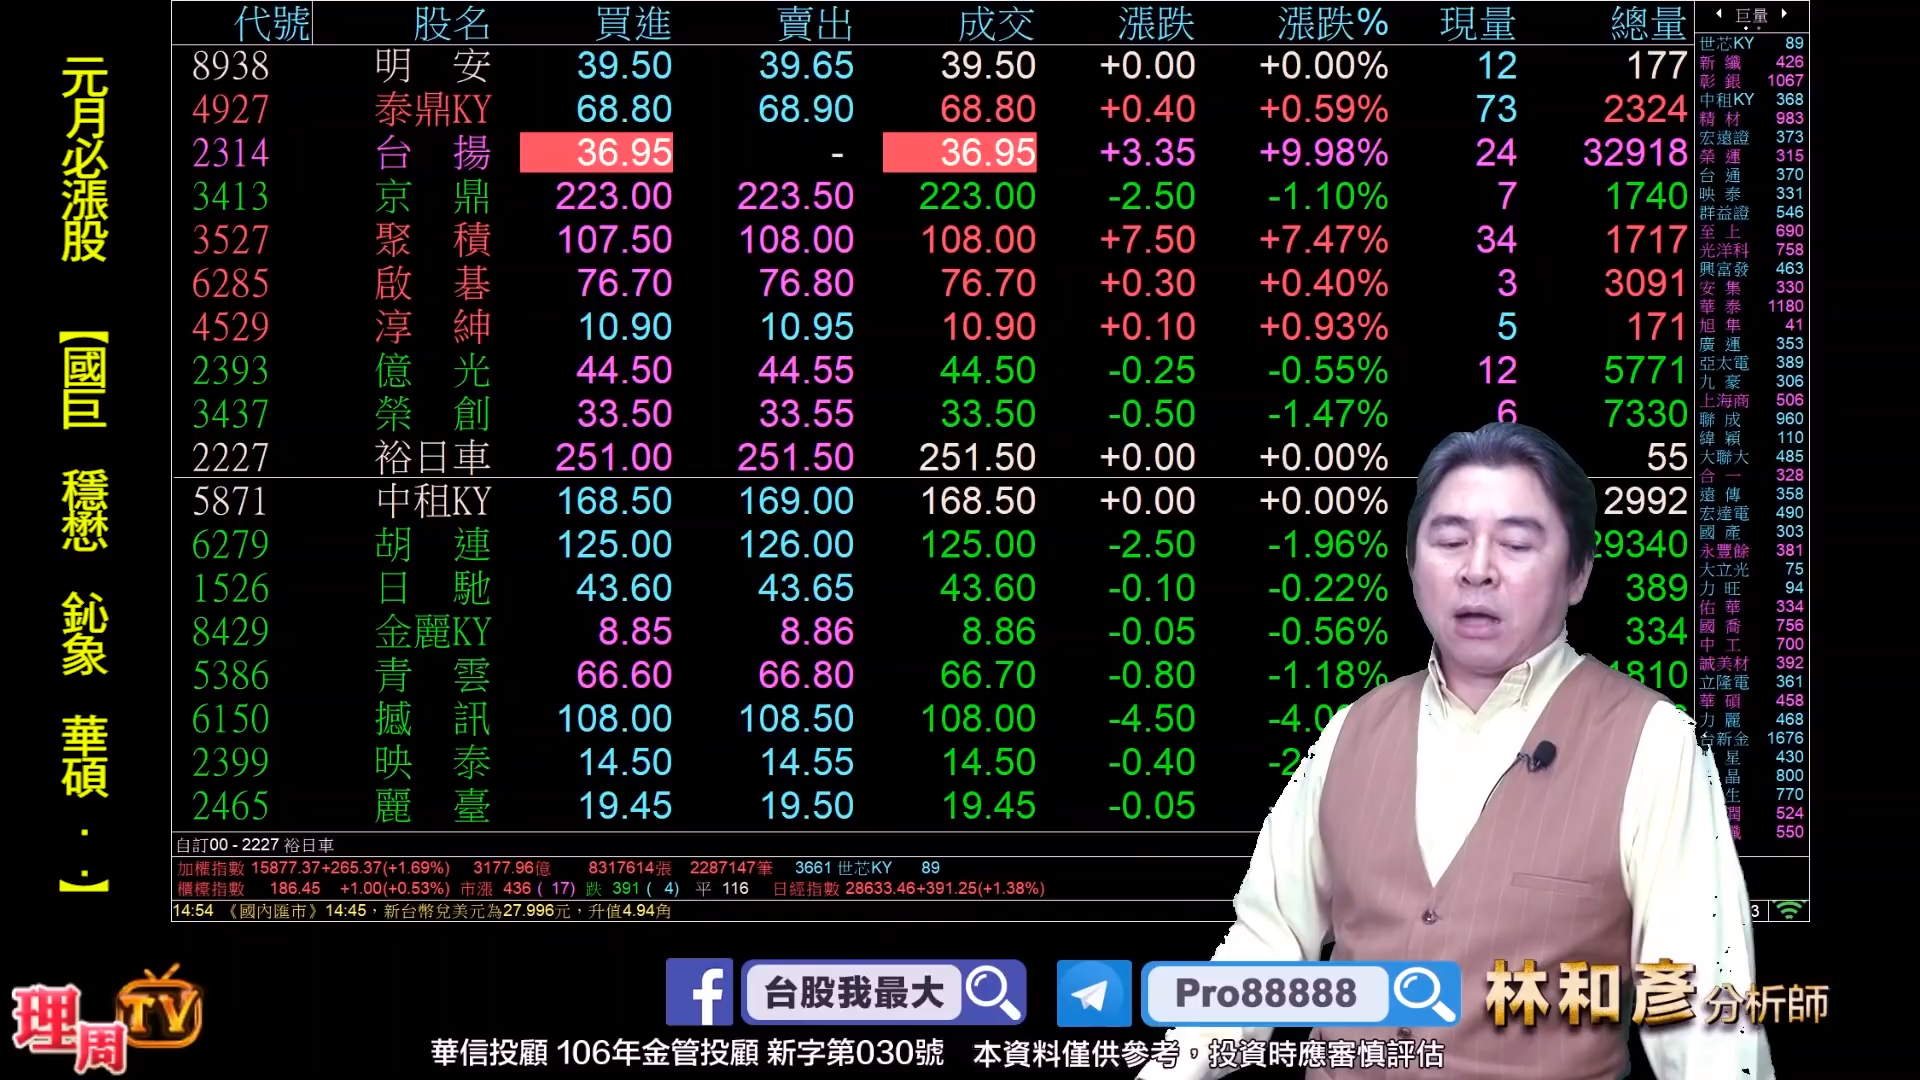 元月必漲股 【國巨 穩懋 鈊象 華碩...】
代號 股名 買進 賣出 成交 漲跌 漲跌% 現量 總量
8938 明 安 39.50 39.65 39.50 +0.00 +0.00% 12 177
4927 泰鼎KY 68.80 68.90 68.80 +0.40 +0.59% 73 2324
2314 台 揚 36.95 - 36.95 +3.35 +9.98% 24 32918
3413 京 鼎 223.00 223.50 223.00 -2.50 -1.10% 7 1740
3527 聚 積 107.50 108.00 108.00 +7.50 +7.47% 34 1717
6285 啟 碁 76.70 76.80 76.70 +0.30 +0.40% 3 3091
4529 淳 紳 10.90 10.95 10.90 +0.10 +0.93% 5 171
2393 億 光 44.50 44.55 44.50 -0.25 -0.55% 12 5771
3437 榮 創 33.50 33.55 33.50 -0.50 -1.47% 6 7330
2227 裕日車 251.00 251.50 251.50 +0.00 +0.00% 55
5871 中租KY 168.50 169.00 168.50 +0.00 +0.00% 2992
6279 胡 連 125.00 126.00 125.00 -2.50 -1.96% 29340
1526 日 馳 43.60 43.65 43.60 -0.10 -0.22% 389
8429 金麗KY 8.85 8.86 8.86 -0.05 -0.56% 334
5386 青 雲 66.60 66.80 66.70 -0.80 -1.18% 810
6150 撼 訊 108.00 108.50 108.00 -4.50
2399 映 泰 14.50 14.55 14.50 -0.40
2465 麗 臺 19.45 19.50 19.45 -0.05
巨量
世芯KY 89
新 纖 426
彰 銀 1067
中租KY 368
精 材 983
宏遠證 373
榮 運 315
台 通 370
映 泰 331
群益證 546
至 上 690
光洋科 758
興富發 463
安 集 330
華 泰 1180
旭 隼 41
廣 運 353
亞太電 389
九 豪 306
上海商 506
聯 成 960
緯 穎 110
大聯大 485
合 一 328
遠 傳 358
宏達電 490
國 產 303
永豐餘 381
大立光 75
力 旺 94
佑 華 334
國 喬 756
中 工 700
誠美材 392
立隆電 361
華 碩 458
力 麗 468
台新金 1676
星 430
晶 800
生 770
潤 524
550
自訂00 - 2227 裕日車
加權指數 15877.37+265.37(+1.69%) 3177.96億 8317614張 2287147筆 3661 世芯KY 89
櫃檯指數 186.45 +1.00(+0.53%) 市漲 436 ( 17) 跌 391 ( 4) 平 116 日經指數 28633.46+391.25(+1.38%)
14:54 《國內匯市》14:45，新台幣兌美元為27.996元，升值4.94角
理周TV
台股我最大
Pro88888
林和彥 分析師
華信投顧 106年金管投顧 新字第030號 本資料僅供參考，投資時應審慎評估